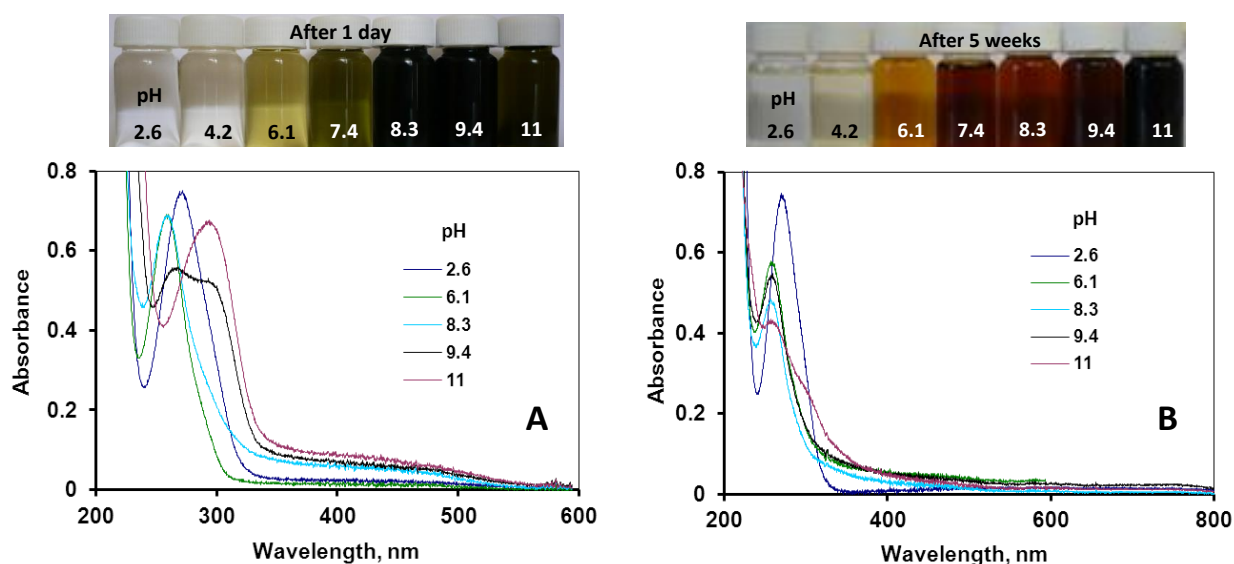 After 1 day
pH
2.6 4.2 6.1 7.4 8.3 9.4 11
After 5 weeks
pH
2.6 4.2 6.1 7.4 8.3 9.4 11
0.8
0.6
0.4
0.2
0
200 300 400 500 600
Absorbance
Wavelength, nm
pH
2.6
6.1
8.3
9.4
11
A
0.8
0.6
0.4
0.2
0
200 400 600 800
Absorbance
Wavelength, nm
pH
2.6
6.1
8.3
9.4
11
B